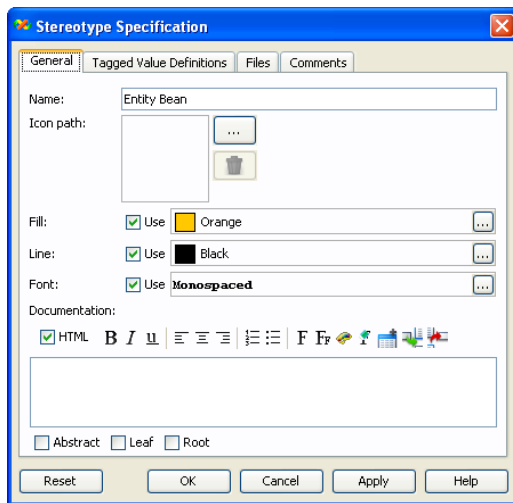 Stereotype Specification
General Tagged Value Definitions Files Comments
Name: Entity Bean
Icon path: ...
Fill: Use Orange ...
Line: Use Black ...
Font: Use Monospaced ...
Documentation:
HTML B I u F FF
Abstract Leaf Root
Reset OK Cancel Apply Help